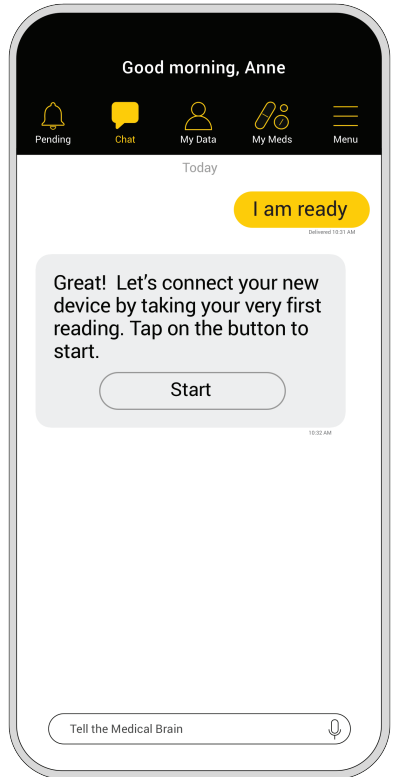 Good morning, Anne
Pending
Chat
My Data
My Meds
Menu
Today
I am ready
Delivered 10:31 AM
Great!  Let’s connect your new
device by taking your very first
reading. Tap on the button to
start.
Start
10:32 AM
Tell the Medical Brain